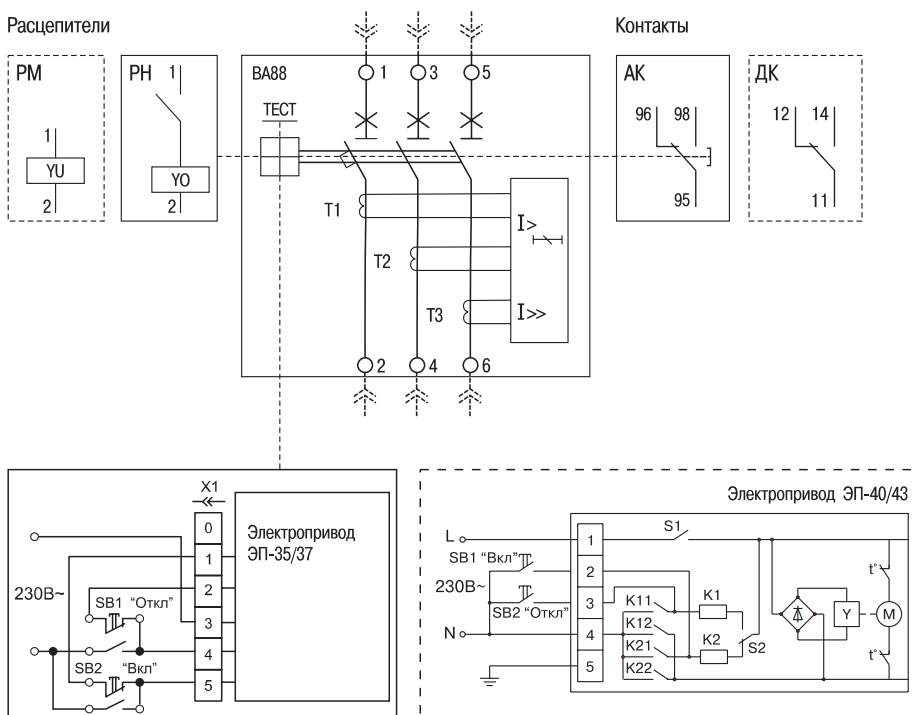 Расцепители
Контакты
РМ
1
YU
2
РН
1
YO
2
ВА88
1
3
5
ТЕСТ
T1
T2
T3
I>
I>>
2
4
6
АК
96
98
95
ДК
12
14
11
X1
0
1
2
3
4
5
Электропривод
ЭП-35/37
230В~
SB1 "Откл"
SB2 "Вкл"
Электропривод ЭП-40/43
L
SB1 "Вкл"
230В~
SB2 "Откл"
N
1
2
3
4
5
S1
K11
K12
K21
K22
K1
K2
S2
Y
M
t°
t°